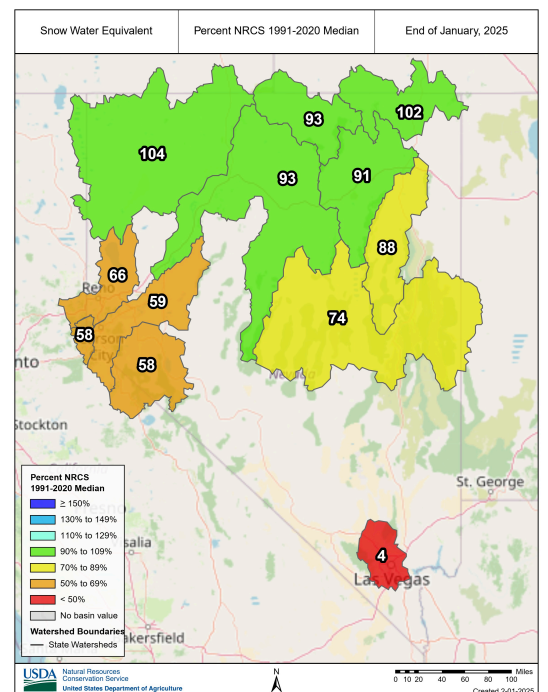 Snow Water Equivalent
Percent NRCS 1991-2020 Median
End of January, 2025
102
93
104
93
91
88
66
59
74
58
58
Reno
Nevada
nto
Stockton
St. George
4
Las Vegas
salia
akersfield
Percent NRCS
1991-2020 Median
≥ 150%
130% to 149%
110% to 129%
90% to 109%
70% to 89%
50% to 69%
< 50%
No basin value
Watershed Boundaries
State Watersheds
USDA
Natural Resources
Conservation Service
United States Department of Agriculture
N
0 10 20 40 60 80 100
Miles
Created 2-01-2025